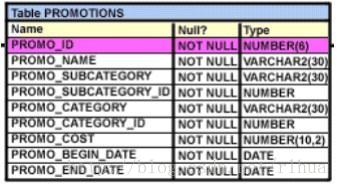 Table PROMOTIONS
Name Null? Type
PROMO_ID NOT NULL NUMBER(6)
PROMO_NAME NOT NULL VARCHAR2(30)
PROMO_SUBCATEGORY NOT NULL VARCHAR2(30)
PROMO_SUBCATEGORY_ID NOT NULL NUMBER
PROMO_CATEGORY NOT NULL VARCHAR2(30)
PROMO_CATEGORY_ID NOT NULL NUMBER
PROMO_COST NOT NULL NUMBER(10,2)
PROMO_BEGIN_DATE NOT NULL DATE
PROMO_END_DATE NOT NULL DATE